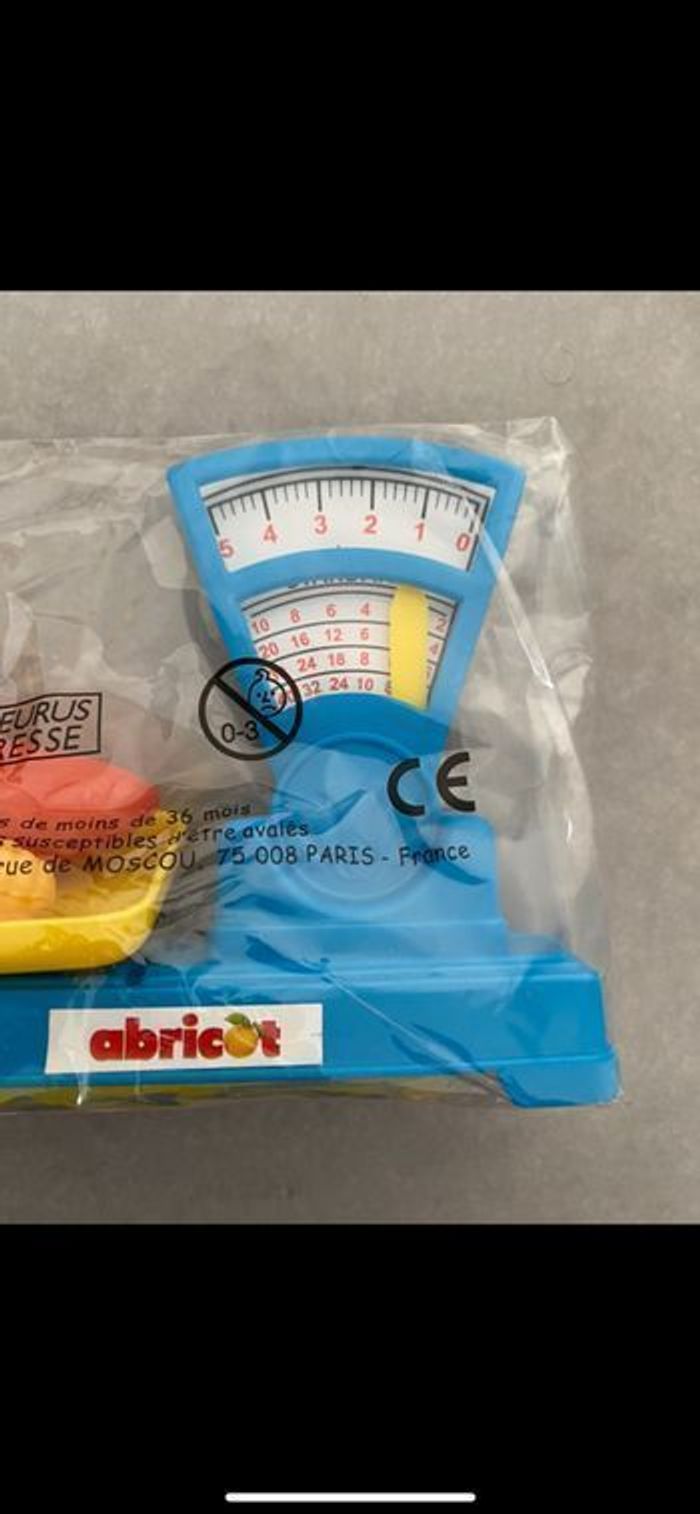 5 4 3 2 1 0
10 8 6 4 2
20 16 12 6 4
24 18 8
32 24 10
0-3
EURUS
RESSE
CE
s de moins de 36 mois
susceptibles d'être avalés
rue de MOSCOU, 75 008 PARIS - France
abricot